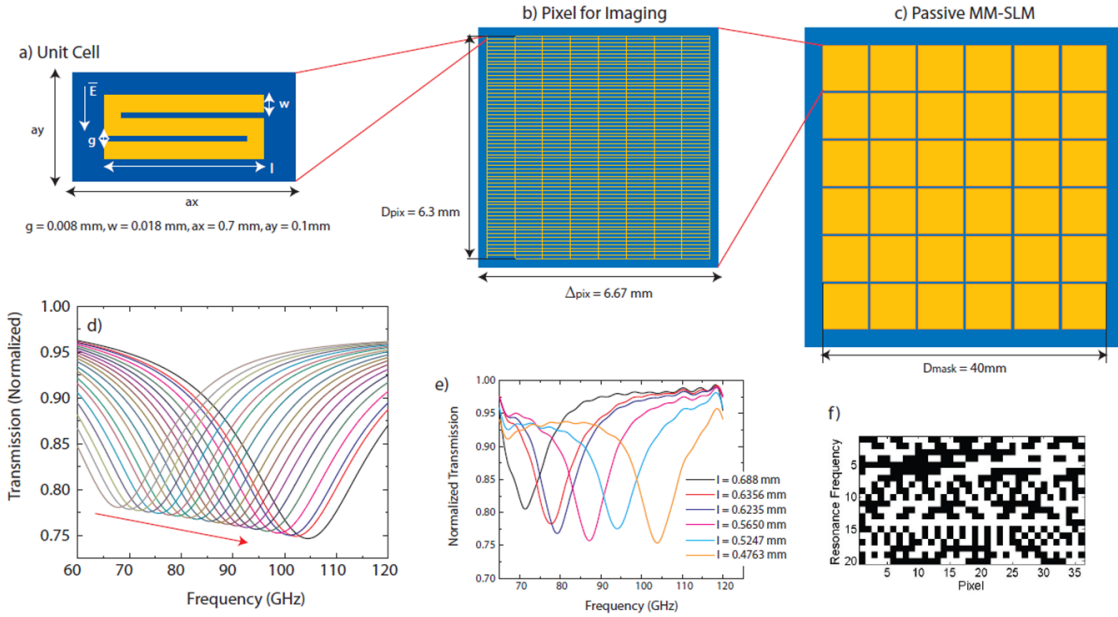 a) Unit Cell
E
w
ay
g
l
ax
g = 0.008 mm, w = 0.018 mm, ax = 0.7 mm, ay = 0.1mm
b) Pixel for Imaging
Dpix = 6.3 mm
Δpix = 6.67 mm
c) Passive MM-SLM
Dmask = 40mm
d)
Transmission (Normalized)
1.00
0.95
0.90
0.85
0.80
0.75
60 70 80 90 100 110 120
Frequency (GHz)
e)
Normalized Transmission
1.00
0.95
0.90
0.85
0.80
0.75
0.70
l = 0.688 mm
l = 0.6356 mm
l = 0.6235 mm
l = 0.5650 mm
l = 0.5247 mm
l = 0.4763 mm
70 80 90 100 110 120
Frequency (GHz)
f)
Resonance Frequency
5
10
15
20
5 10 15 20 25 30 35
Pixel